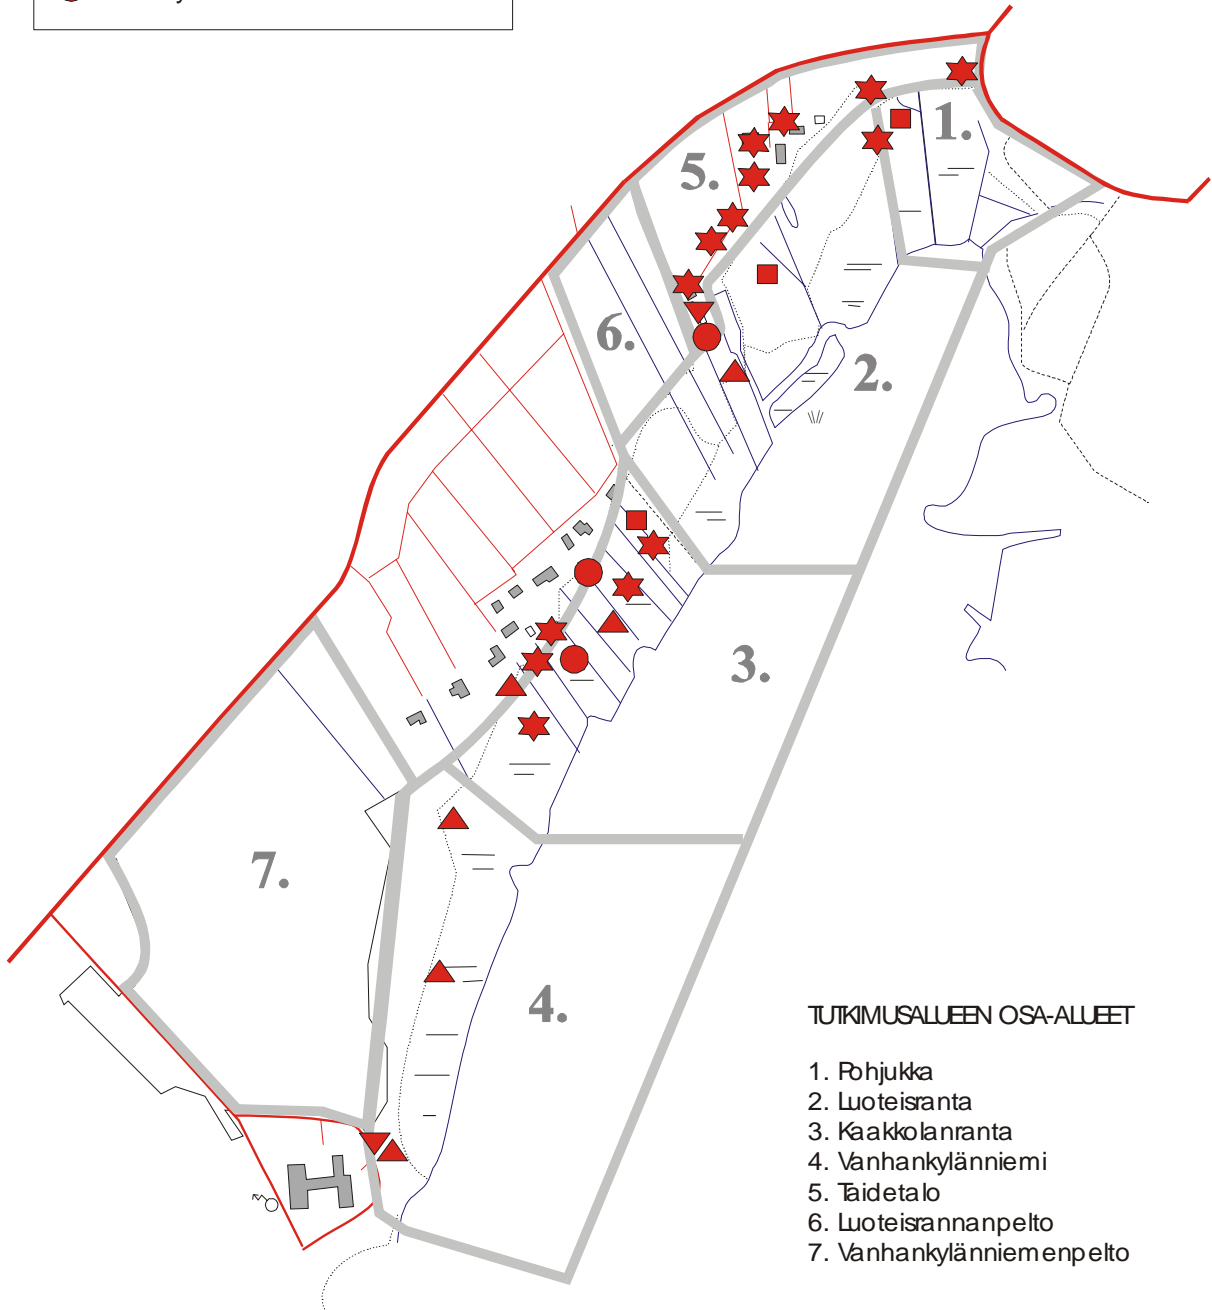 1.
5.
6.
2.
3.
7.
4.
TUTKIMUSALUEEN OSA-ALUEET
1. Pohjukka
2. Luoteisranta
3. Kaakkolanranta
4. Vanhankylänniemi
5. Taidetalo
6. Luoteisrannanpelto
7. Vanhankylänniemenpelto